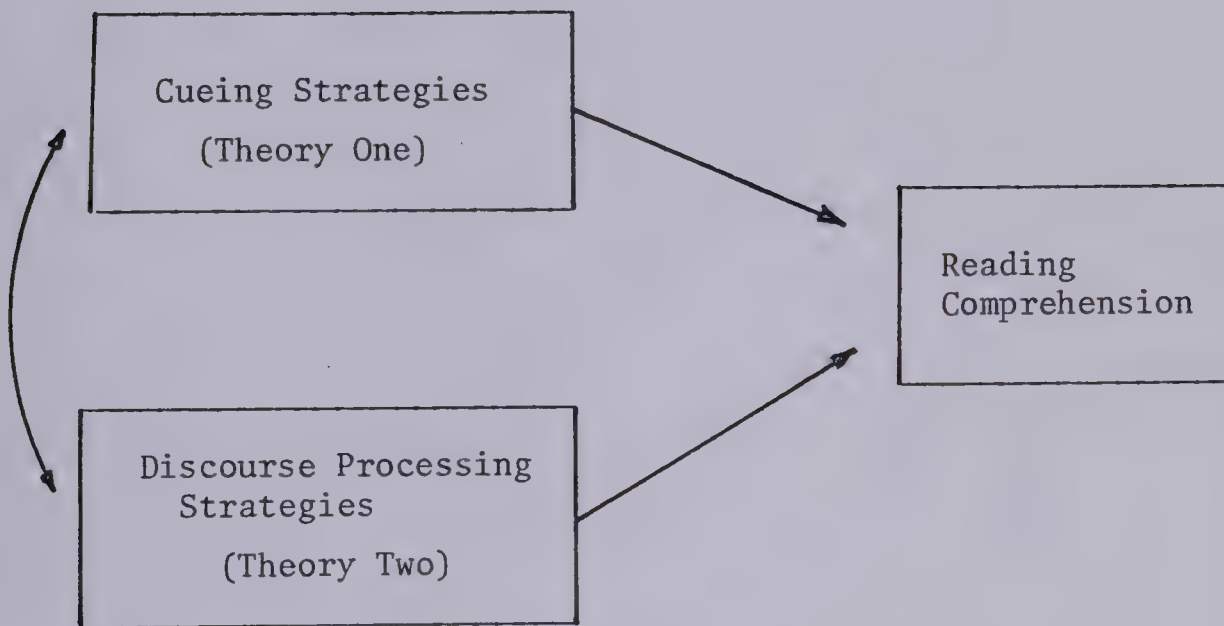 Cueing Strategies
(Theory One)
Reading
Comprehension
Discourse Processing
Strategies
(Theory Two)